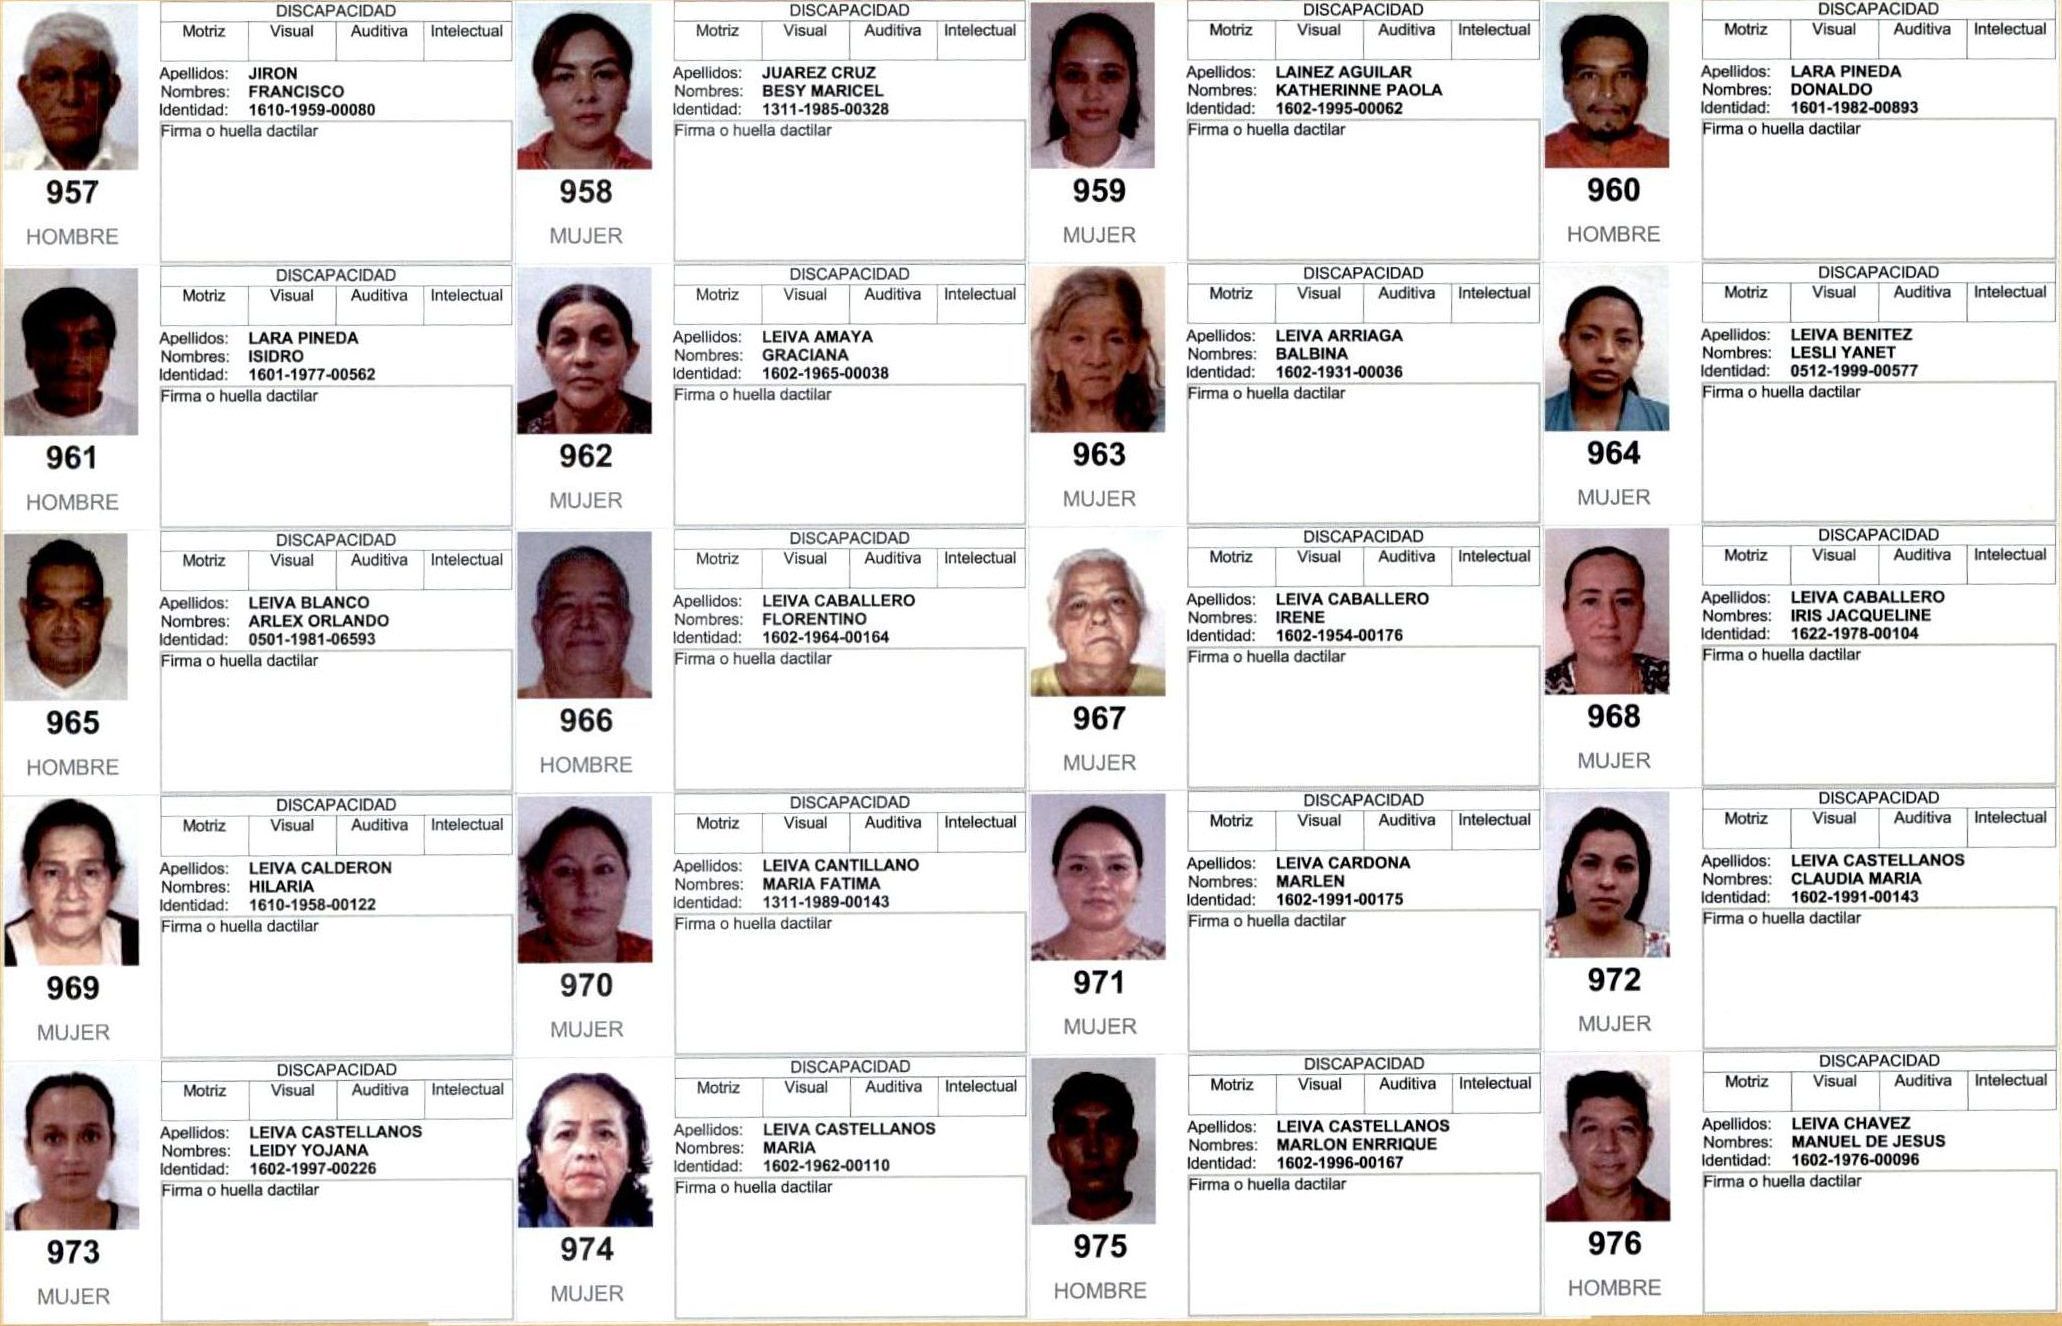 DISCAPACIDAD
Motriz Visual Auditiva Intelectual
Apellidos: JIRON
Nombres: FRANCISCO
Identidad: 1610-1959-00080
Firma o huella dactilar
957
HOMBRE
DISCAPACIDAD
Motriz Visual Auditiva Intelectual
Apellidos: JUAREZ CRUZ
Nombres: BESY MARICEL
Identidad: 1311-1985-00328
Firma o huella dactilar
958
MUJER
DISCAPACIDAD
Motriz Visual Auditiva Intelectual
Apellidos: LAINEZ AGUILAR
Nombres: KATHERINNE PAOLA
Identidad: 1602-1995-00062
Firma o huella dactilar
959
MUJER
DISCAPACIDAD
Motriz Visual Auditiva Intelectual
Apellidos: LARA PINEDA
Nombres: DONALDO
Identidad: 1601-1982-00893
Firma o huella dactilar
960
HOMBRE
DISCAPACIDAD
Motriz Visual Auditiva Intelectual
Apellidos: LARA PINEDA
Nombres: ISIDRO
Identidad: 1601-1977-00562
Firma o huella dactilar
961
HOMBRE
DISCAPACIDAD
Motriz Visual Auditiva Intelectual
Apellidos: LEIVA AMAYA
Nombres: GRACIANA
Identidad: 1602-1965-00038
Firma o huella dactilar
962
MUJER
DISCAPACIDAD
Motriz Visual Auditiva Intelectual
Apellidos: LEIVA ARRIAGA
Nombres: BALBINA
Identidad: 1602-1931-00036
Firma o huella dactilar
963
MUJER
DISCAPACIDAD
Motriz Visual Auditiva Intelectual
Apellidos: LEIVA BENITEZ
Nombres: LESLI YANET
Identidad: 0512-1999-00577
Firma o huella dactilar
964
MUJER
DISCAPACIDAD
Motriz Visual Auditiva Intelectual
Apellidos: LEIVA BLANCO
Nombres: ARLEX ORLANDO
Identidad: 0501-1981-06593
Firma o huella dactilar
965
HOMBRE
DISCAPACIDAD
Motriz Visual Auditiva Intelectual
Apellidos: LEIVA CABALLERO
Nombres: FLORENTINO
Identidad: 1602-1964-00164
Firma o huella dactilar
966
HOMBRE
DISCAPACIDAD
Motriz Visual Auditiva Intelectual
Apellidos: LEIVA CABALLERO
Nombres: IRENE
Identidad: 1602-1954-00176
Firma o huella dactilar
967
MUJER
DISCAPACIDAD
Motriz Visual Auditiva Intelectual
Apellidos: LEIVA CABALLERO
Nombres: IRIS JACQUELINE
Identidad: 1622-1978-00104
Firma o huella dactilar
968
MUJER
DISCAPACIDAD
Motriz Visual Auditiva Intelectual
Apellidos: LEIVA CALDERON
Nombres: HILARIA
Identidad: 1610-1958-00122
Firma o huella dactilar
969
MUJER
DISCAPACIDAD
Motriz Visual Auditiva Intelectual
Apellidos: LEIVA CANTILLANO
Nombres: MARIA FATIMA
Identidad: 1311-1989-00143
Firma o huella dactilar
970
MUJER
DISCAPACIDAD
Motriz Visual Auditiva Intelectual
Apellidos: LEIVA CARDONA
Nombres: MARLEN
Identidad: 1602-1991-00175
Firma o huella dactilar
971
MUJER
DISCAPACIDAD
Motriz Visual Auditiva Intelectual
Apellidos: LEIVA CASTELLANOS
Nombres: CLAUDIA MARIA
Identidad: 1602-1991-00143
Firma o huella dactilar
972
MUJER
DISCAPACIDAD
Motriz Visual Auditiva Intelectual
Apellidos: LEIVA CASTELLANOS
Nombres: LEIDY YOJANA
Identidad: 1602-1997-00226
Firma o huella dactilar
973
MUJER
DISCAPACIDAD
Motriz Visual Auditiva Intelectual
Apellidos: LEIVA CASTELLANOS
Nombres: MARIA
Identidad: 1602-1962-00110
Firma o huella dactilar
974
MUJER
DISCAPACIDAD
Motriz Visual Auditiva Intelectual
Apellidos: LEIVA CASTELLANOS
Nombres: MARLON ENRRIQUE
Identidad: 1602-1996-00167
Firma o huella dactilar
975
HOMBRE
DISCAPACIDAD
Motriz Visual Auditiva Intelectual
Apellidos: LEIVA CHAVEZ
Nombres: MANUEL DE JESUS
Identidad: 1602-1976-00096
Firma o huella dactilar
976
HOMBRE